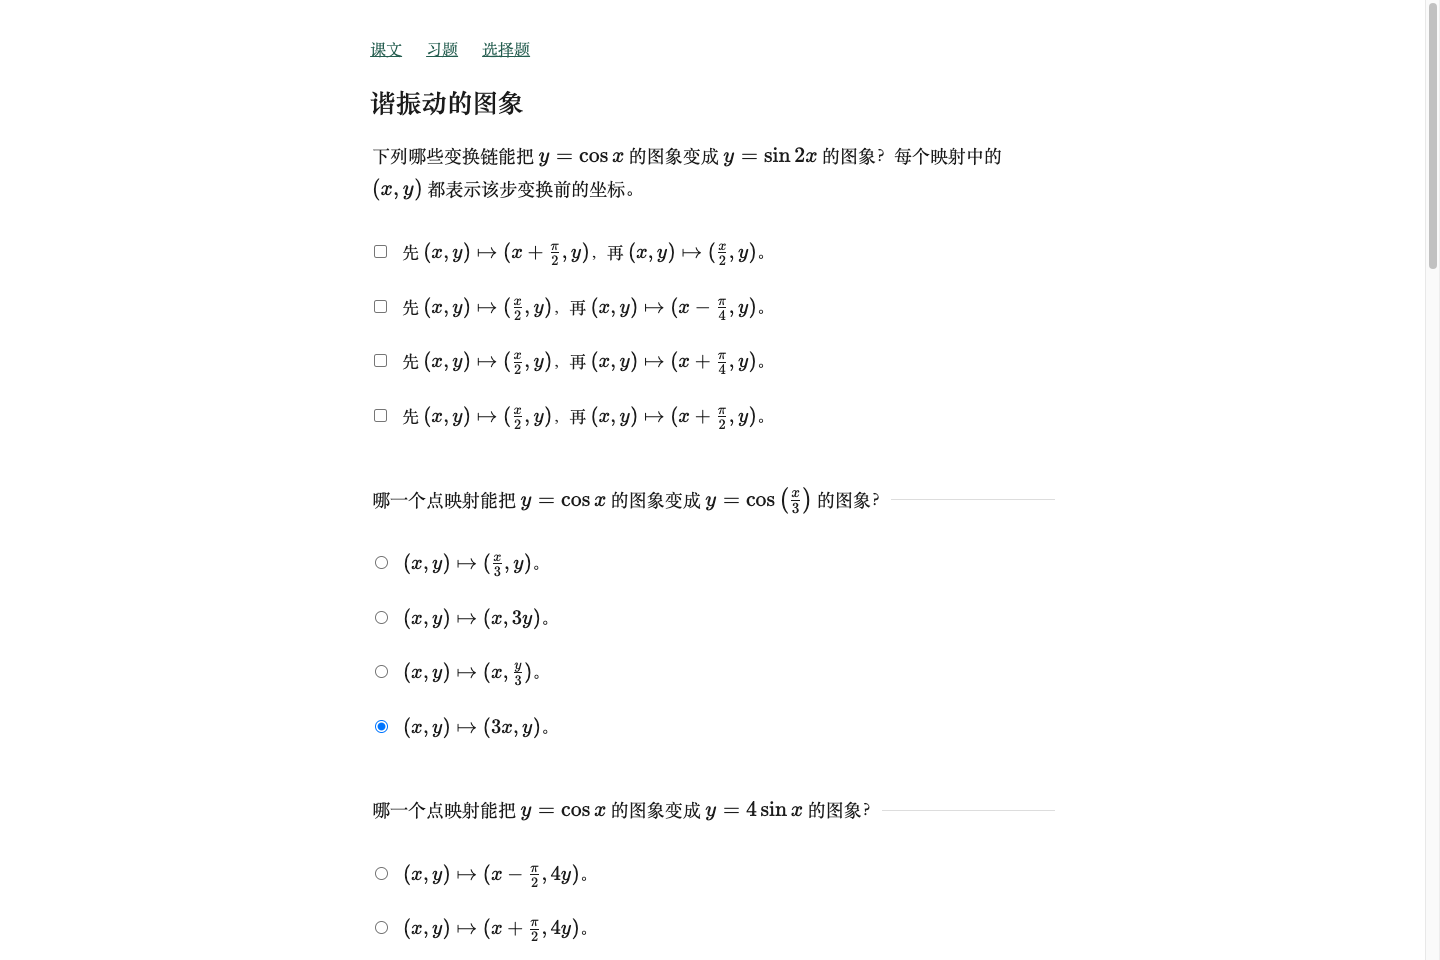 课文 习题 选择题
谐振动的图象
下列哪些变换链能把 y = cos x 的图象变成 y = sin 2x 的图象？每个映射中的
(x, y) 都表示该步变换前的坐标。
先 (x, y) ↦ (x + π/2, y)，再 (x, y) ↦ (x/2, y)。
先 (x, y) ↦ (x/2, y)，再 (x, y) ↦ (x − π/4, y)。
先 (x, y) ↦ (x/2, y)，再 (x, y) ↦ (x + π/4, y)。
先 (x, y) ↦ (x/2, y)，再 (x, y) ↦ (x + π/2, y)。
哪一个点映射能把 y = cos x 的图象变成 y = cos (x/3) 的图象？
(x, y) ↦ (x/3, y)。
(x, y) ↦ (x, 3y)。
(x, y) ↦ (x, y/3)。
(x, y) ↦ (3x, y)。
哪一个点映射能把 y = cos x 的图象变成 y = 4 sin x 的图象？
(x, y) ↦ (x − π/2, 4y)。
(x, y) ↦ (x + π/2, 4y)。